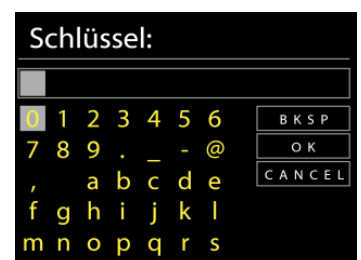 Schlüssel:
0 1 2 3 4 5 6
7 8 9 . _ - @
, a b c d e
f g h i j k l
m n o p q r s
BKSP
OK
CANCEL